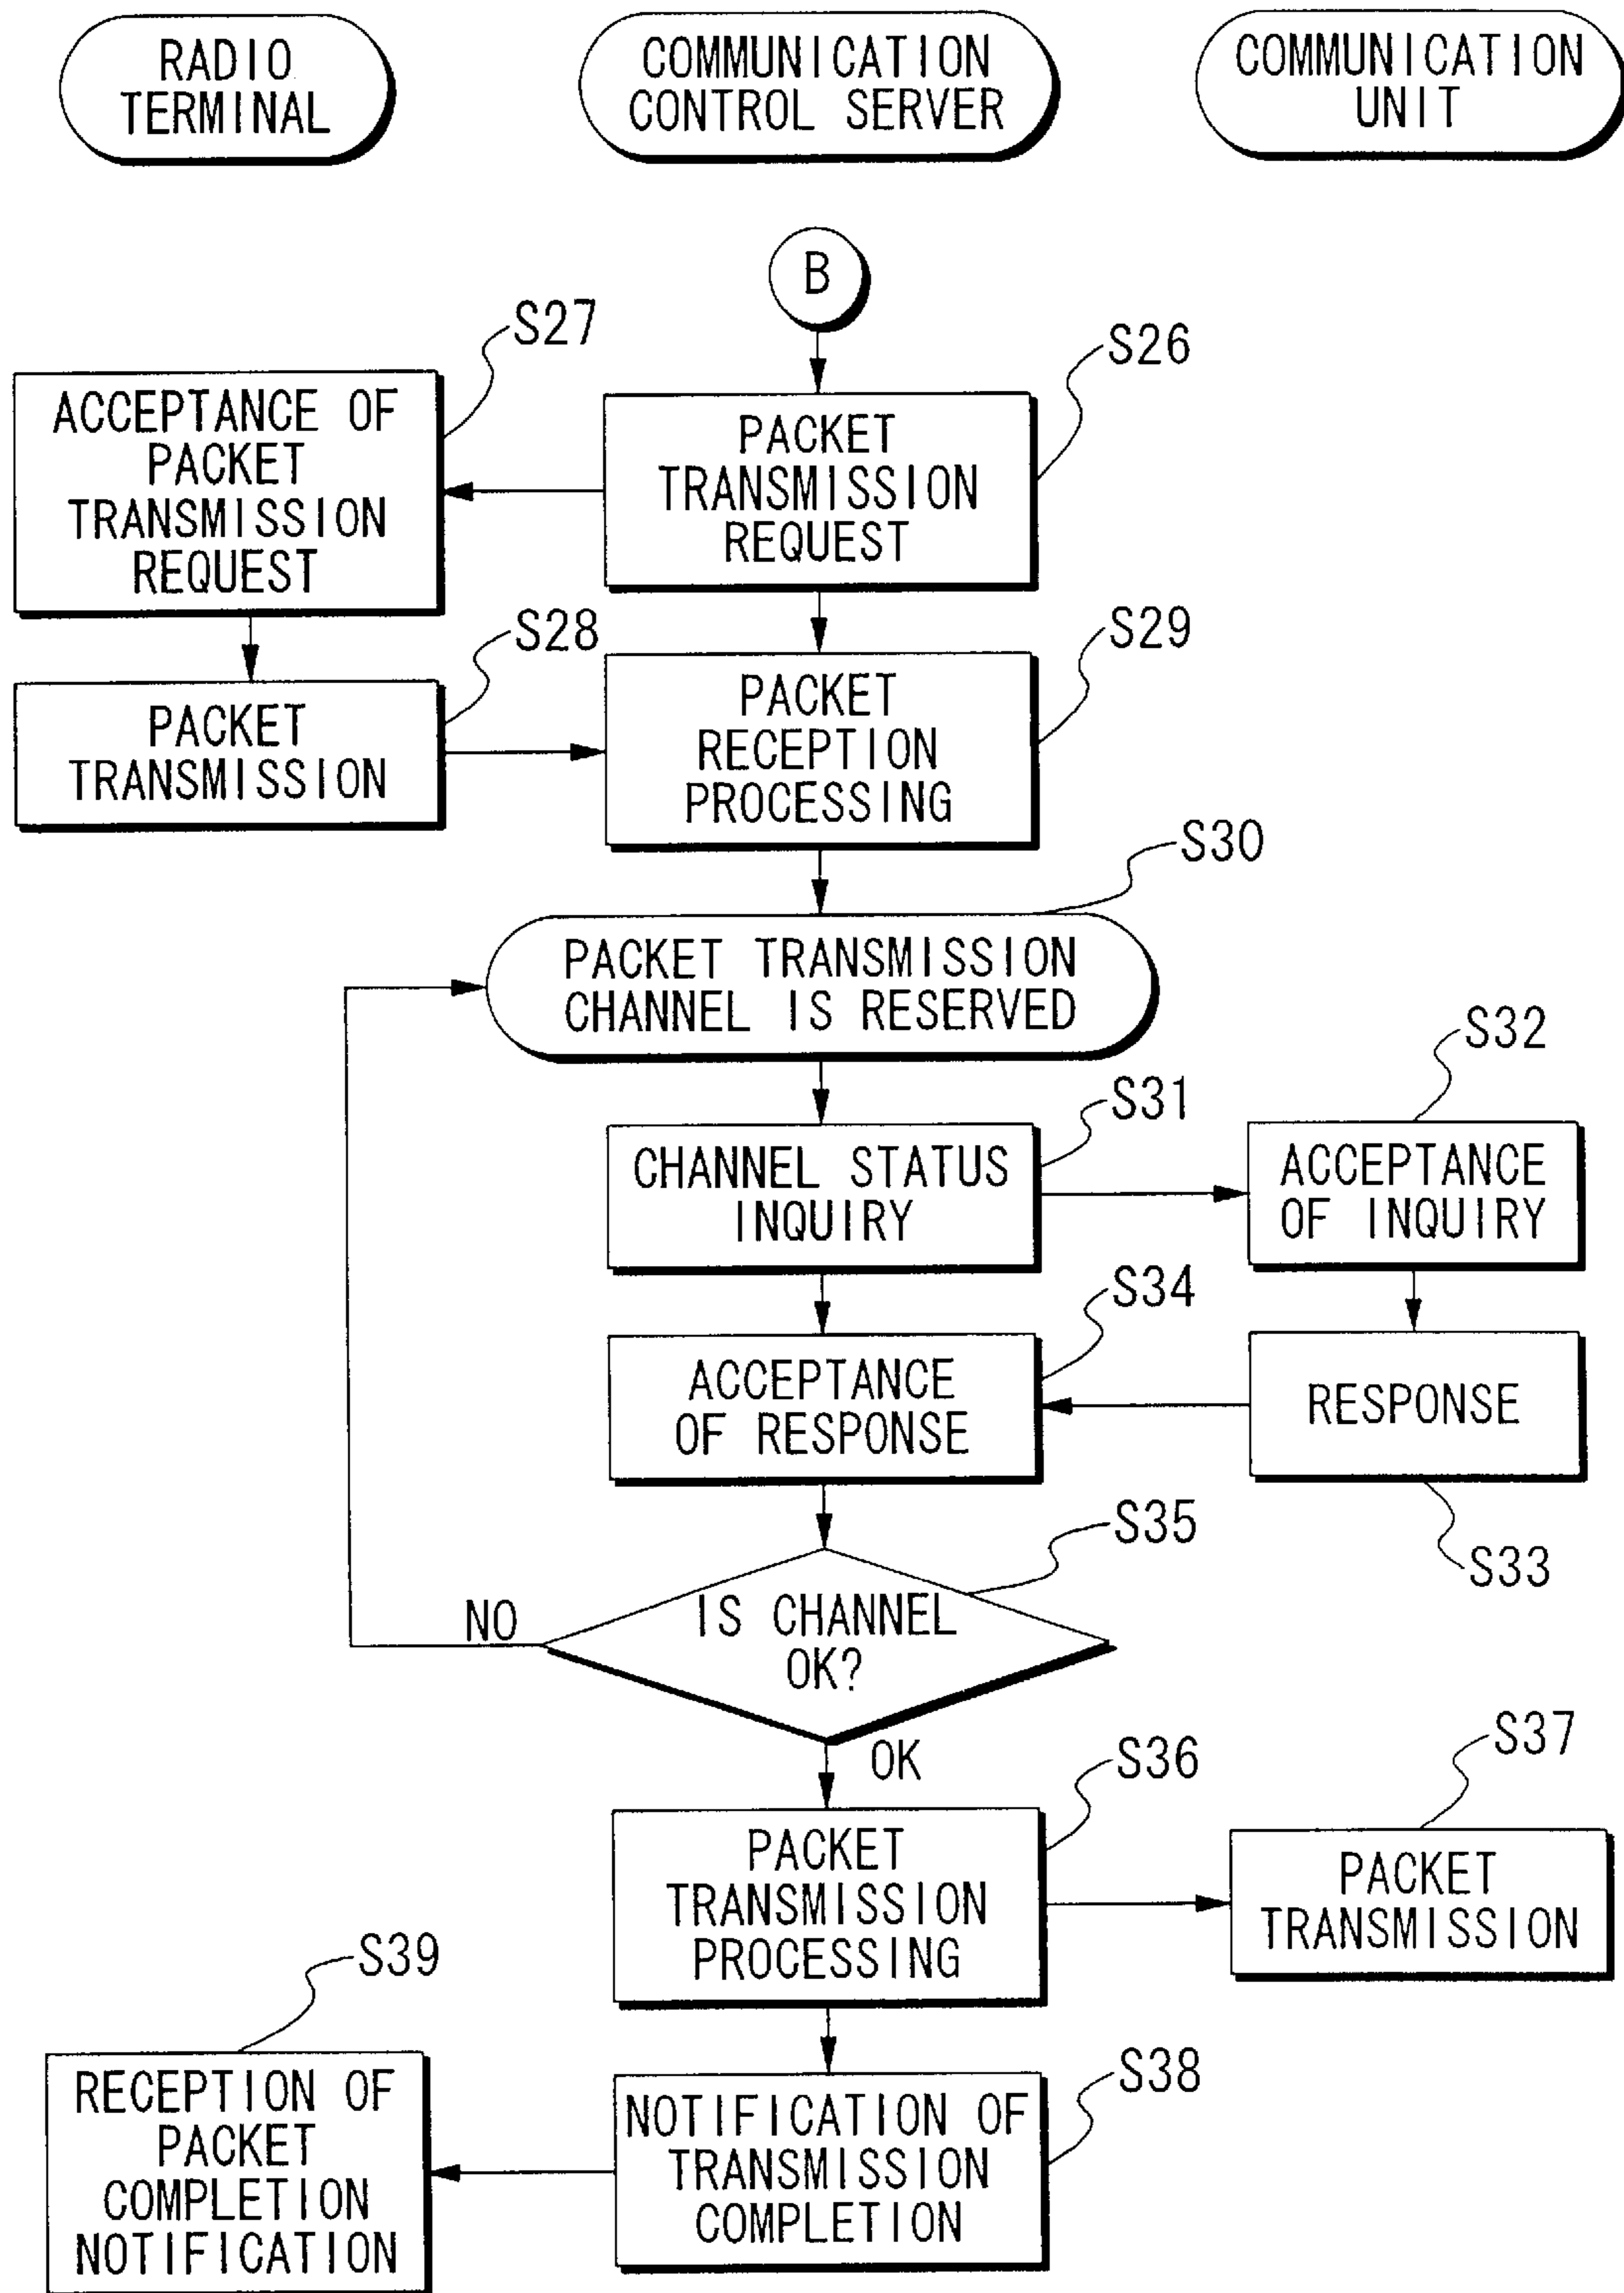 RADIO
TERMINAL
COMMUNICATION
CONTROL SERVER
COMMUNICATION
UNIT
B
S27
S26
ACCEPTANCE OF
PACKET
TRANSMISSION
REQUEST
PACKET
TRANSMISSION
REQUEST
S28
S29
PACKET
TRANSMISSION
PACKET
RECEPTION
PROCESSING
S30
PACKET TRANSMISSION
CHANNEL IS RESERVED
S31
S32
CHANNEL STATUS
INQUIRY
ACCEPTANCE
OF INQUIRY
S34
ACCEPTANCE
OF RESPONSE
RESPONSE
S33
S35
IS CHANNEL
OK?
NO
OK
S36
S37
PACKET
TRANSMISSION
PROCESSING
PACKET
TRANSMISSION
S39
S38
RECEPTION OF
PACKET
COMPLETION
NOTIFICATION
NOTIFICATION OF
TRANSMISSION
COMPLETION